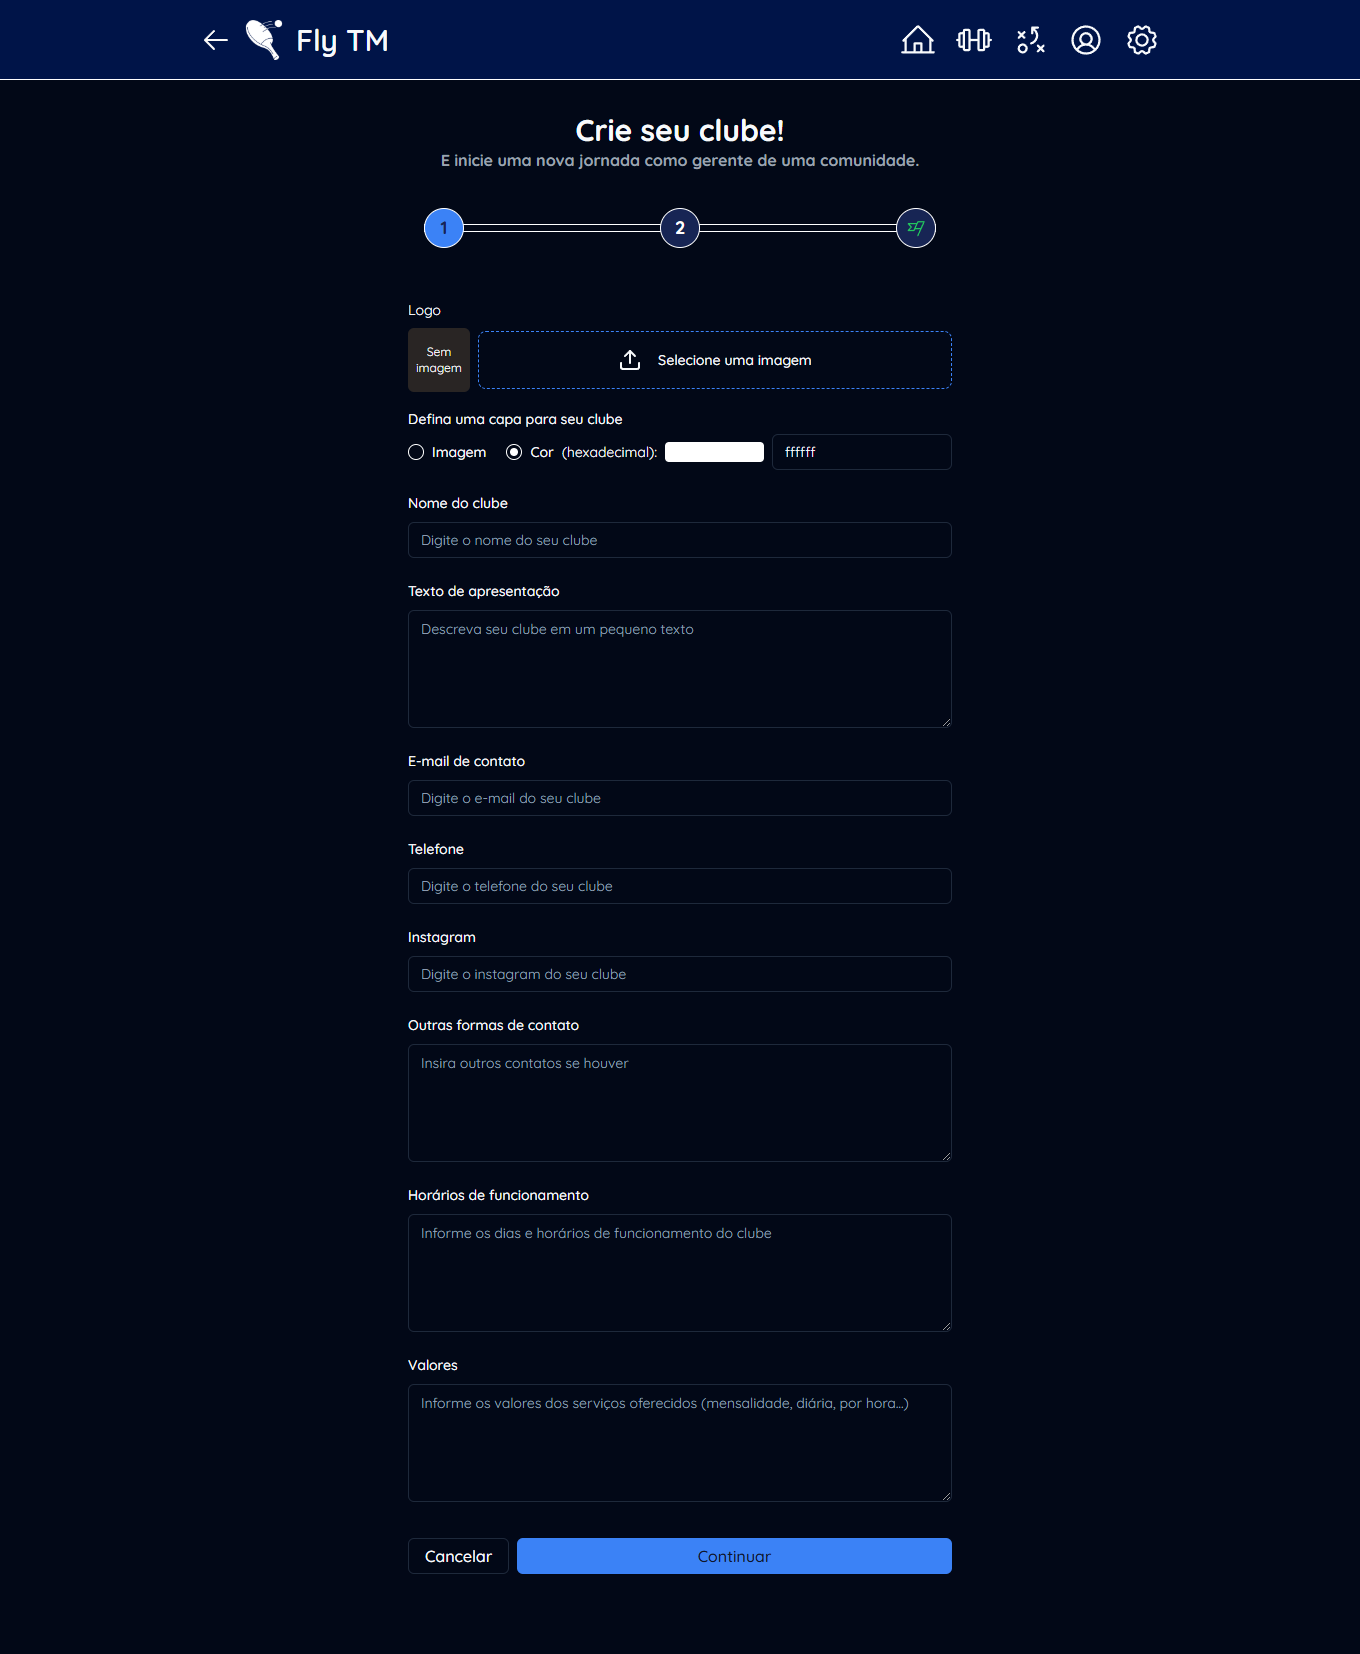 Fly TM
Crie seu clube!
E inicie uma nova jornada como gerente de uma comunidade.
1
2
Logo
Sem
imagem
Selecione uma imagem
Defina uma capa para seu clube
Imagem
Cor (hexadecimal):
ffffff
Nome do clube
Digite o nome do seu clube
Texto de apresentação
Descreva seu clube em um pequeno texto
E-mail de contato
Digite o e-mail do seu clube
Telefone
Digite o telefone do seu clube
Instagram
Digite o instagram do seu clube
Outras formas de contato
Insira outros contatos se houver
Horários de funcionamento
Informe os dias e horários de funcionamento do clube
Valores
Informe os valores dos serviços oferecidos (mensalidade, diária, por hora...)
Cancelar
Continuar